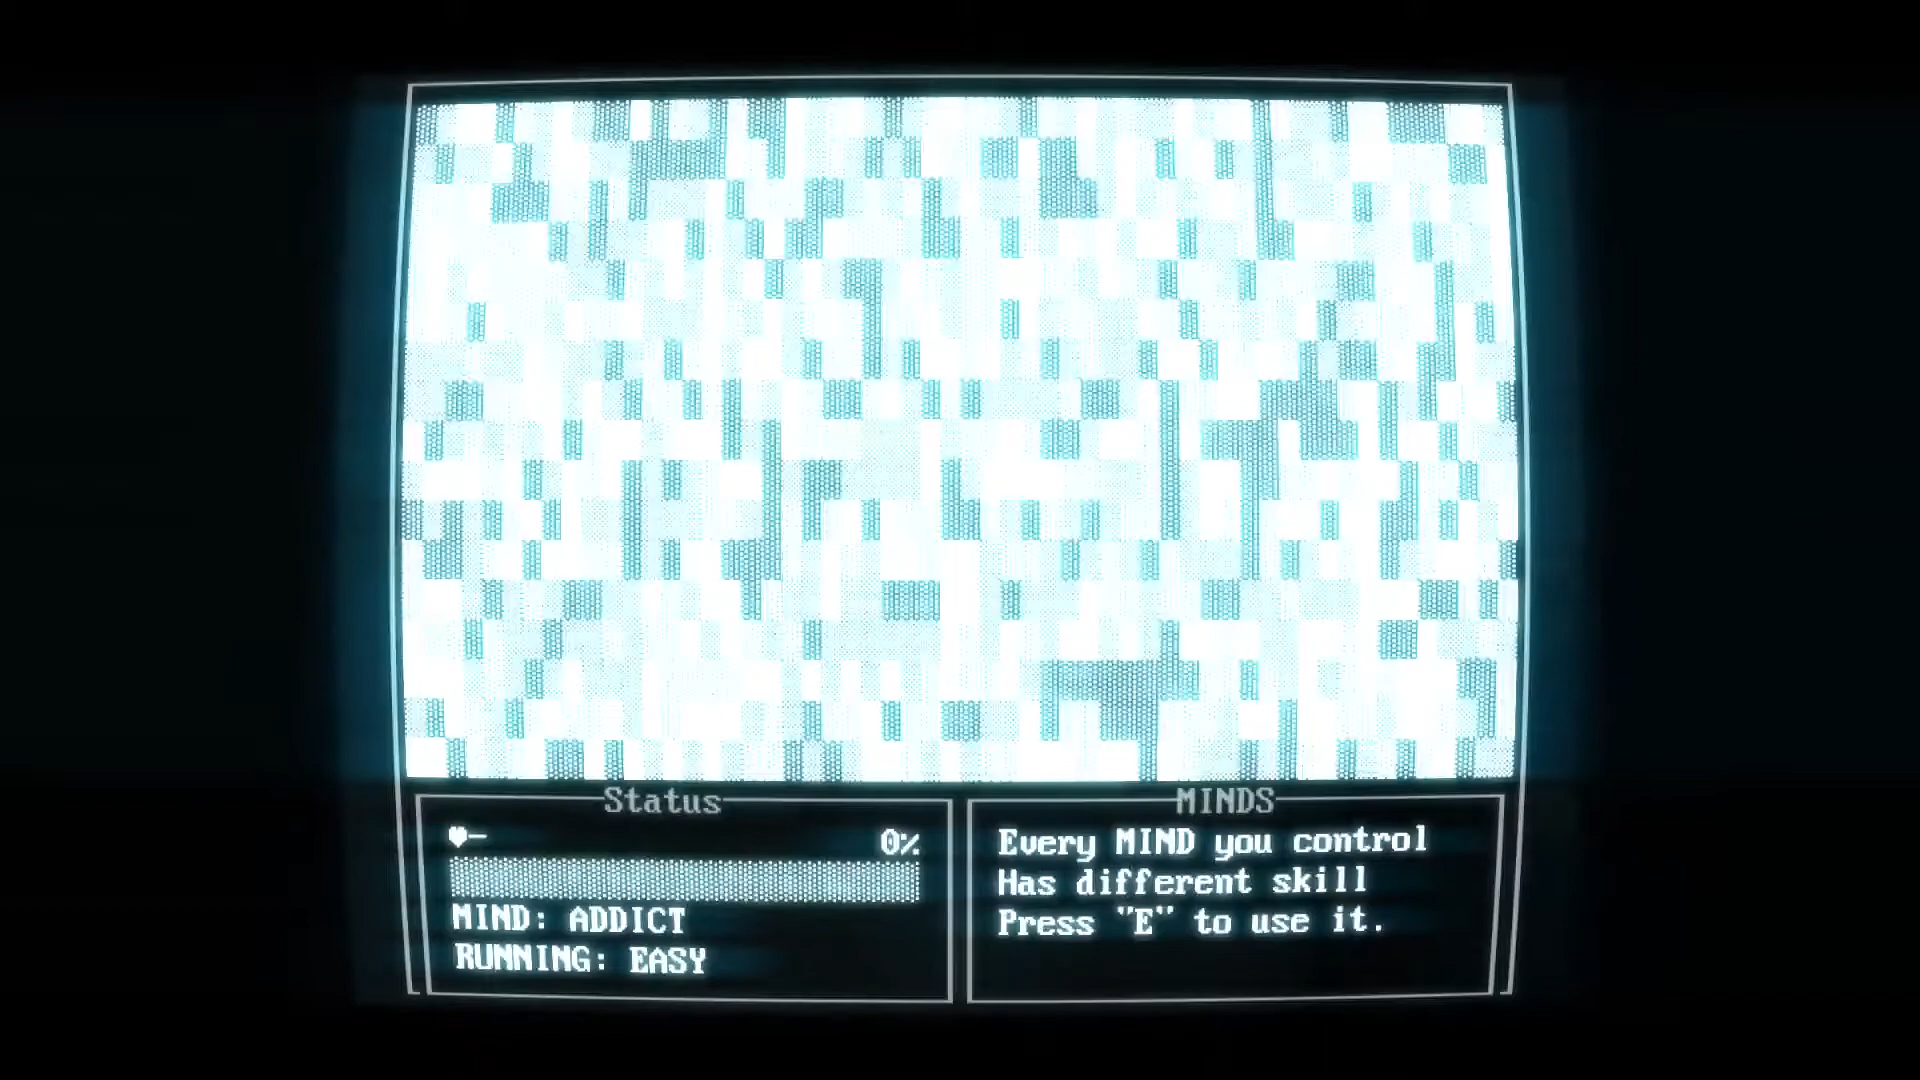 Status
♥- 0%
MIND: ADDICT
RUNNING: EASY
MINDS
Every MIND you control
Has different skill
Press "E" to use it.